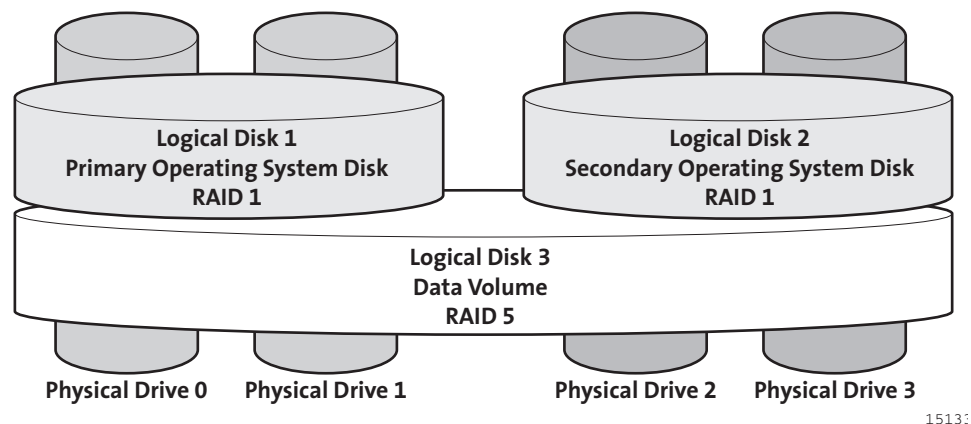 Logical Disk 1
Primary Operating System Disk
RAID 1
Logical Disk 2
Secondary Operating System Disk
RAID 1
Logical Disk 3
Data Volume
RAID 5
Physical Drive 0
Physical Drive 1
Physical Drive 2
Physical Drive 3